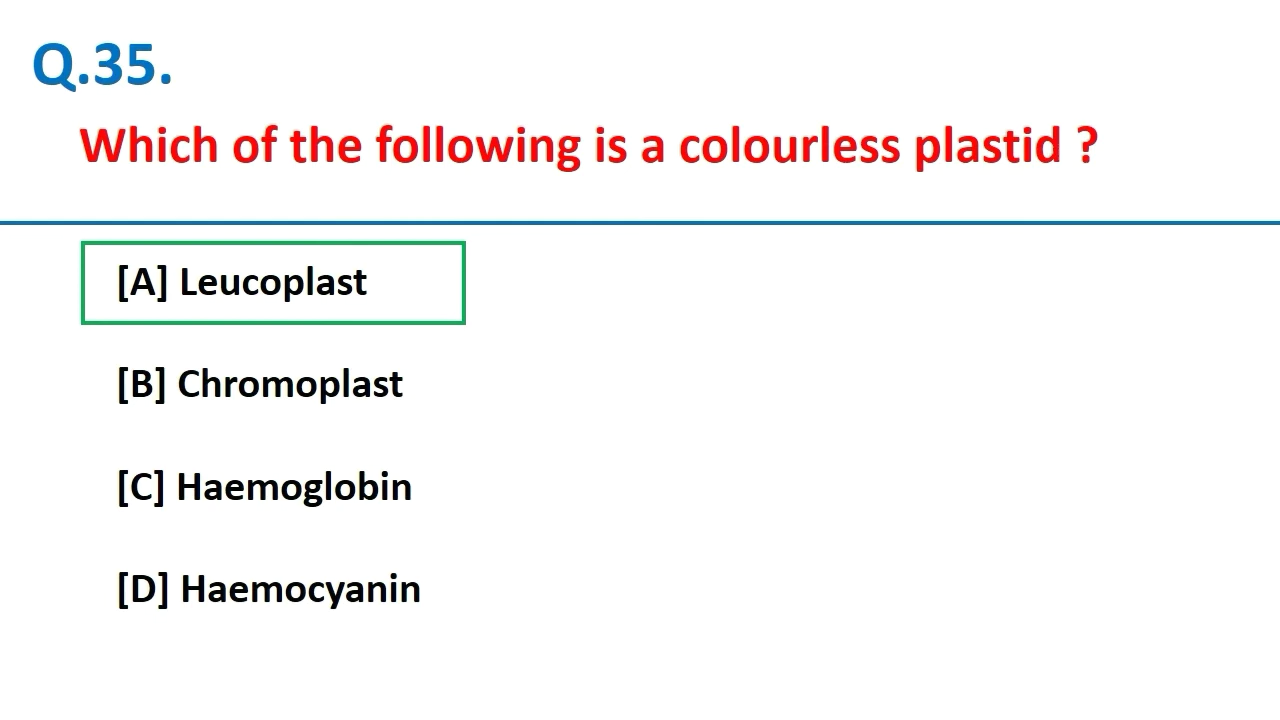 Q.35.
Which of the following is a colourless plastid ?
[A] Leucoplast
[B] Chromoplast
[C] Haemoglobin
[D] Haemocyanin